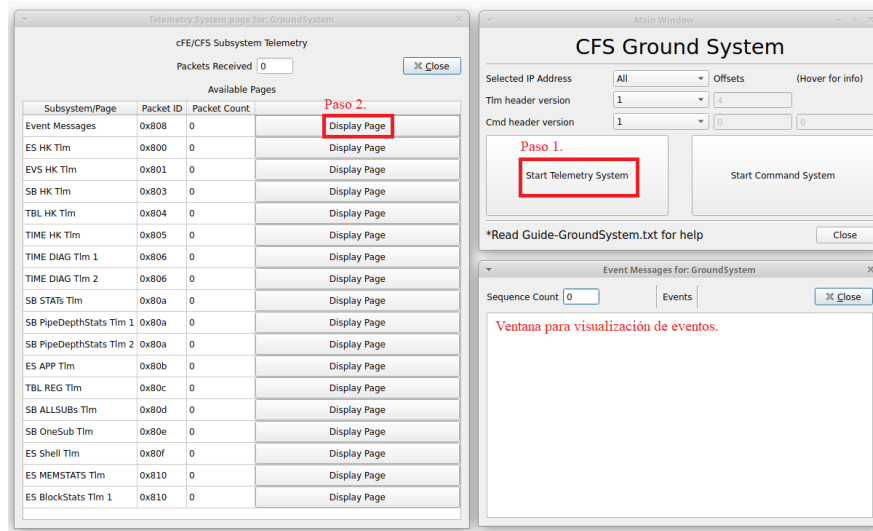 Telemetry System page for: GroundSystem
cFE/CFS Subsystem Telemetry
Packets Received 0 Close
Available Pages
Paso 2.
Subsystem/Page Packet ID Packet Count
Event Messages 0x808 0 Display Page
ES HK Tlm 0x800 0 Display Page
EVS HK Tlm 0x801 0 Display Page
SB HK Tlm 0x803 0 Display Page
TBL HK Tlm 0x804 0 Display Page
TIME HK Tlm 0x805 0 Display Page
TIME DIAG Tlm 1 0x806 0 Display Page
TIME DIAG Tlm 2 0x806 0 Display Page
SB STATs Tlm 0x80a 0 Display Page
SB PipeDepthStats Tlm 1 0x80a 0 Display Page
SB PipeDepthStats Tlm 2 0x80a 0 Display Page
ES APP Tlm 0x80b 0 Display Page
TBL REG Tlm 0x80c 0 Display Page
SB ALLSUBs Tlm 0x80d 0 Display Page
SB OneSub Tlm 0x80e 0 Display Page
ES Shell Tlm 0x80f 0 Display Page
ES MEMSTATS Tlm 0x810 0 Display Page
ES BlockStats Tlm 1 0x810 0 Display Page
Main Window
CFS Ground System
Selected IP Address All Offsets (Hover for info)
Tlm header version 1 4
Cmd header version 1 0 0
Paso 1.
Start Telemetry System Start Command System
*Read Guide-GroundSystem.txt for help Close
Event Messages for: GroundSystem
Sequence Count 0 Events Close
Ventana para visualización de eventos.